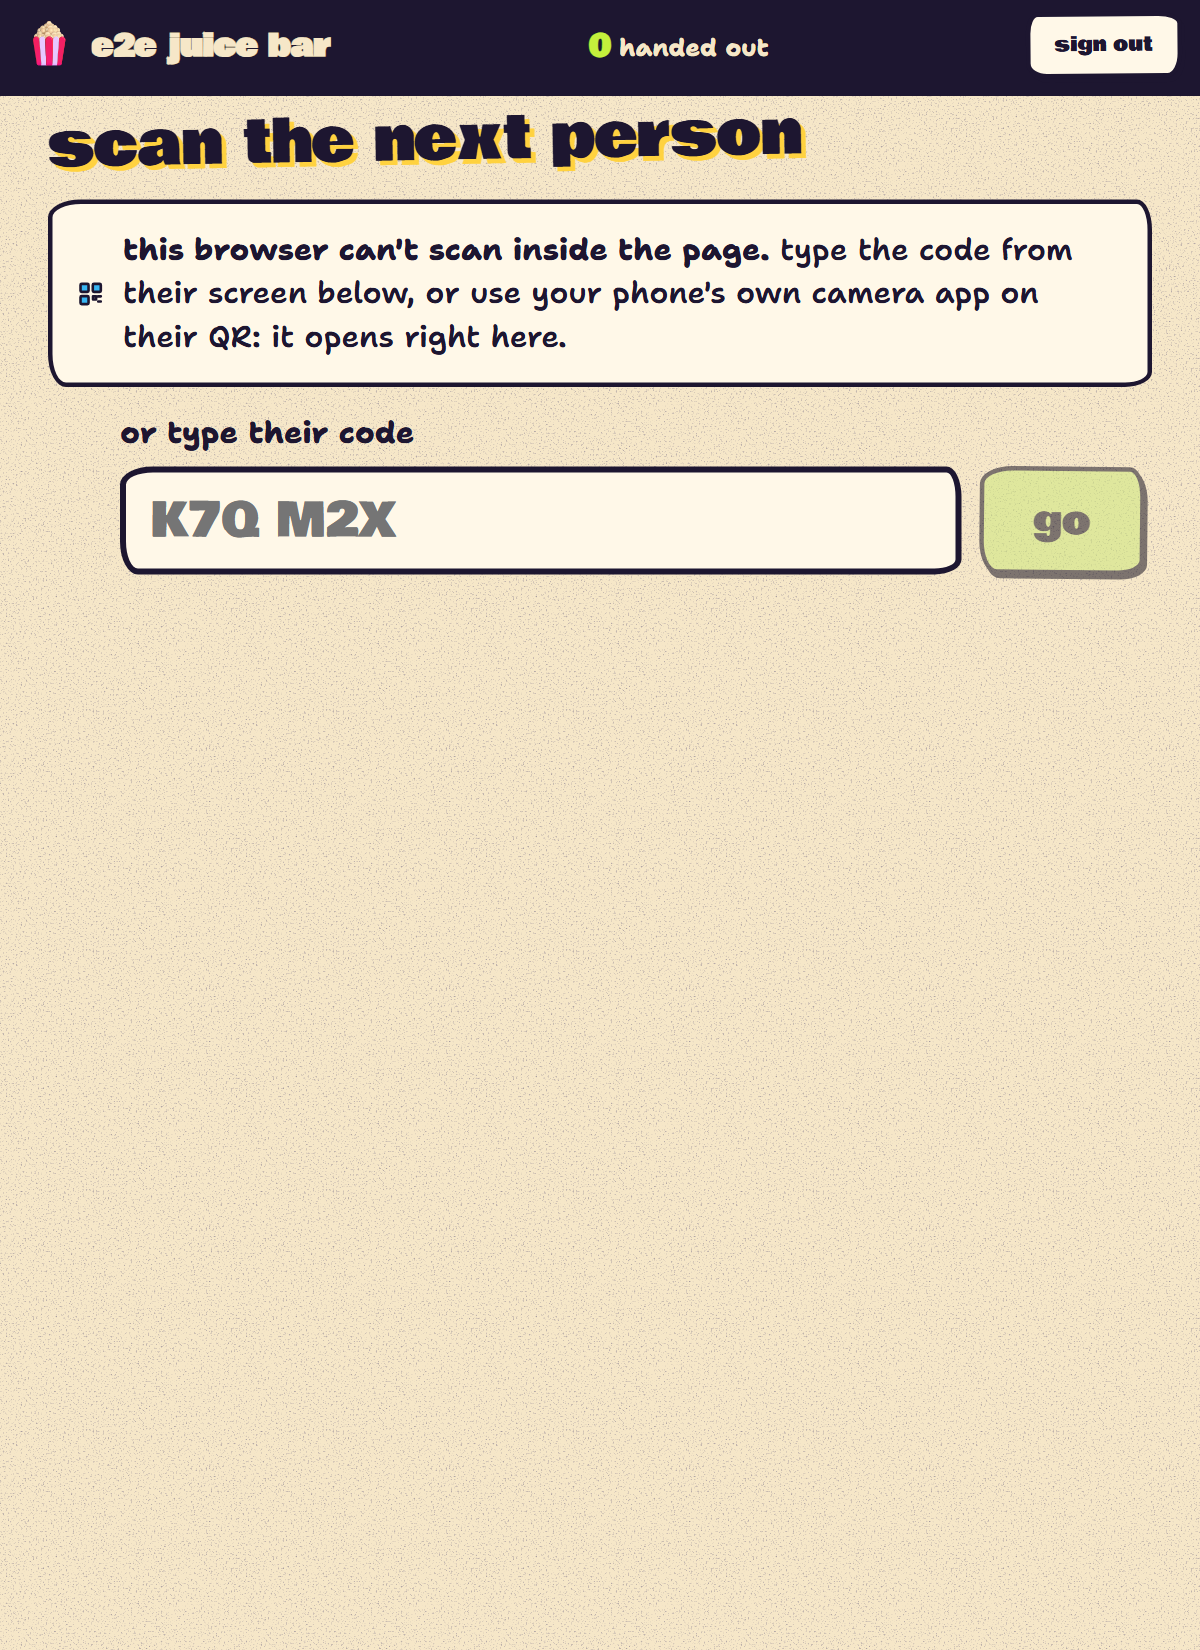 e2e juice bar
0 handed out
sign out
scan the next person
this browser can't scan inside the page. type the code from
their screen below, or use your phone's own camera app on
their QR: it opens right here.
or type their code
K7Q M2X
go